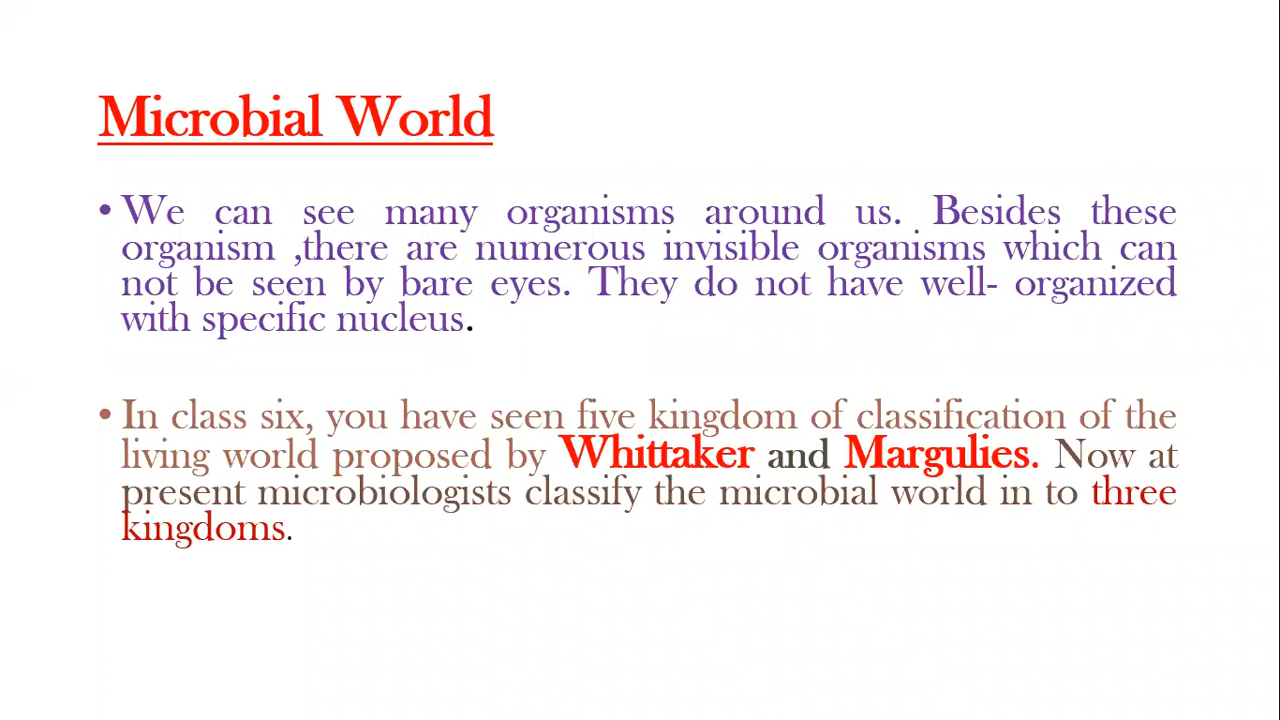 Microbial World
• We can see many organisms around us. Besides these
organism ,there are numerous invisible organisms which can
not be seen by bare eyes. They do not have well- organized
with specific nucleus.
• In class six, you have seen five kingdom of classification of the
living world proposed by Whittaker and Margulies. Now at
present microbiologists classify the microbial world in to three
kingdoms.